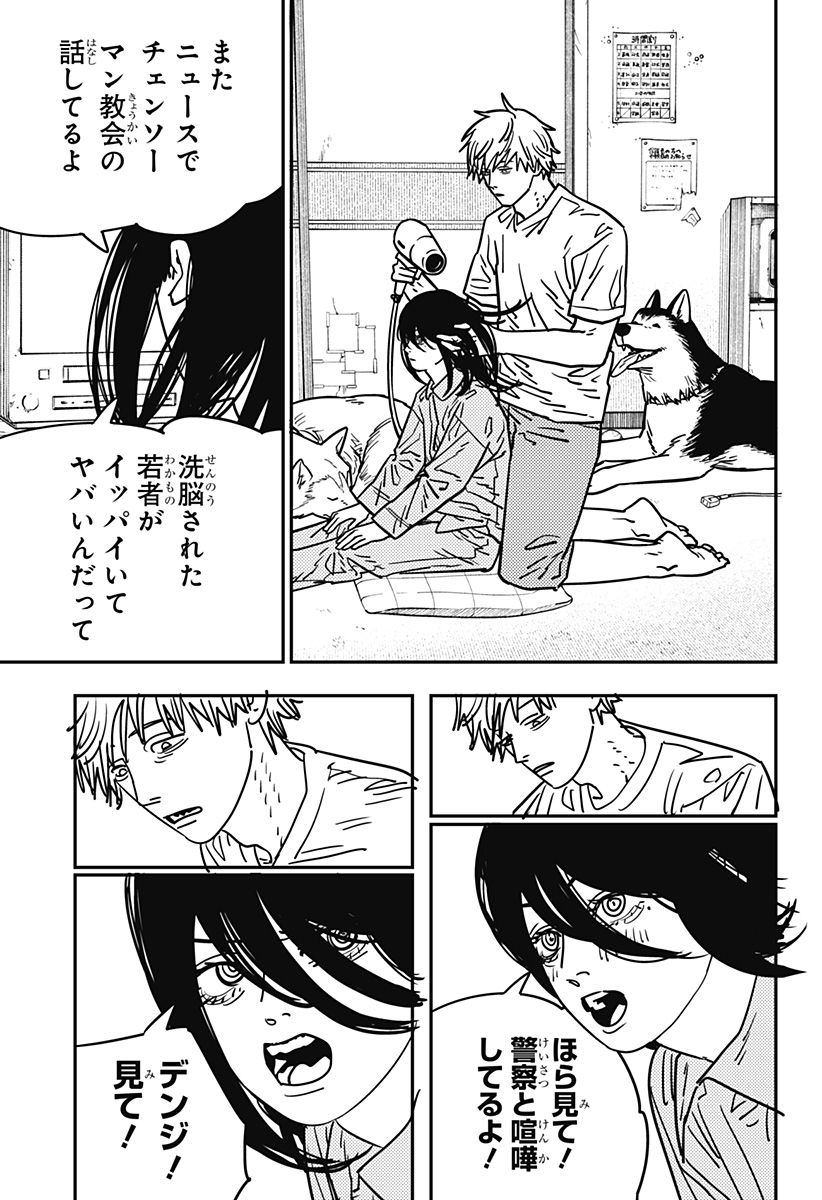 また
ニュースで
チェンソー
マン教会の
話してるよ
洗脳された
若者が
イッパイいて
ヤバいんだって
ほら見て！
警察と喧嘩
してるよ！
デンジ！
見て！